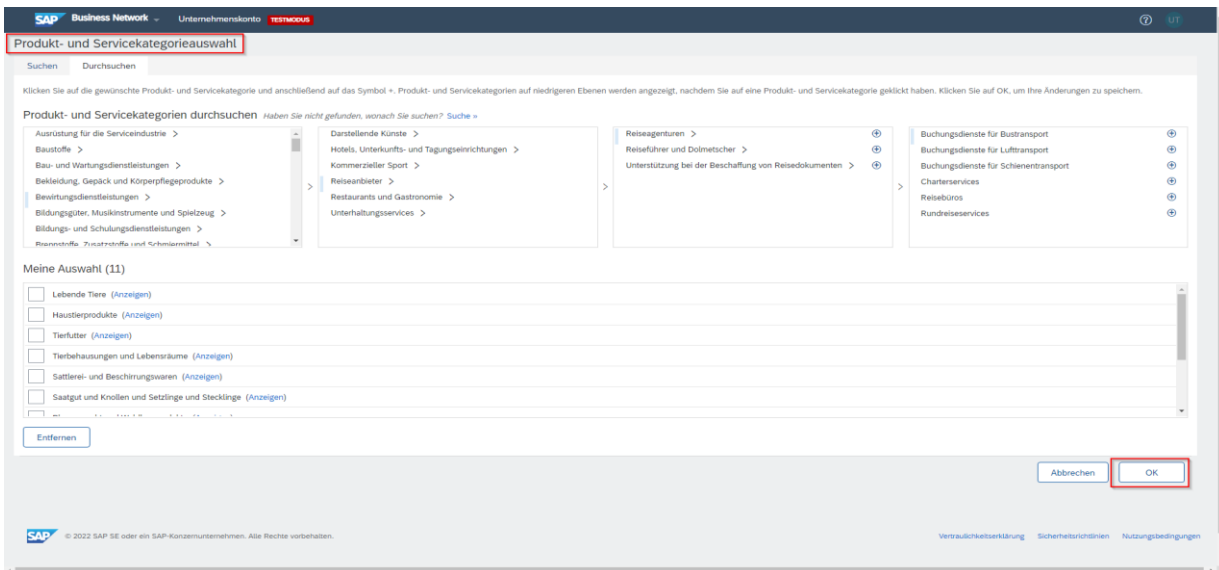 SAP Business Network Unternehmenskonto TESTMODUS UT
Produkt- und Servicekategorieauswahl
Suchen Durchsuchen
Klicken Sie auf die gewünschte Produkt- und Servicekategorie und anschließend auf das Symbol +. Produkt- und Servicekategorien auf niedrigeren Ebenen werden angezeigt, nachdem Sie auf eine Produkt- und Servicekategorie geklickt haben. Klicken Sie auf OK, um Ihre Änderungen zu speichern.
Produkt- und Servicekategorien durchsuchen Haben Sie nicht gefunden, wonach Sie suchen? Suche »
Ausrüstung für die Serviceindustrie >
Baustoffe >
Bau- und Wartungsdienstleistungen >
Bekleidung, Gepäck und Körperpflegeprodukte >
Bewirtungsdienstleistungen >
Bildungsgüter, Musikinstrumente und Spielzeug >
Bildungs- und Schulungsdienstleistungen >
Brennstoffe, Zusatzstoffe und Schmiermittel >
Darstellende Künste >
Hotels, Unterkunfts- und Tagungseinrichtungen >
Kommerzieller Sport >
Reiseanbieter >
Restaurants und Gastronomie >
Unterhaltungsservices >
Reiseagenturen >
Reiseführer und Dolmetscher >
Unterstützung bei der Beschaffung von Reisedokumenten >
Buchungsdienste für Bustransport
Buchungsdienste für Lufttransport
Buchungsdienste für Schienentransport
Charterservices
Reisebüros
Rundreiseservices
Meine Auswahl (11)
Lebende Tiere (Anzeigen)
Haustierprodukte (Anzeigen)
Tierfutter (Anzeigen)
Tierbehausungen und Lebensräume (Anzeigen)
Sattlerei- und Beschirrungswaren (Anzeigen)
Saatgut und Knollen und Setzlinge und Stecklinge (Anzeigen)
Entfernen
Abbrechen OK
SAP © 2022 SAP SE oder ein SAP-Konzernunternehmen. Alle Rechte vorbehalten. Vertraulichkeitserklärung Sicherheitsrichtlinien Nutzungsbedingungen